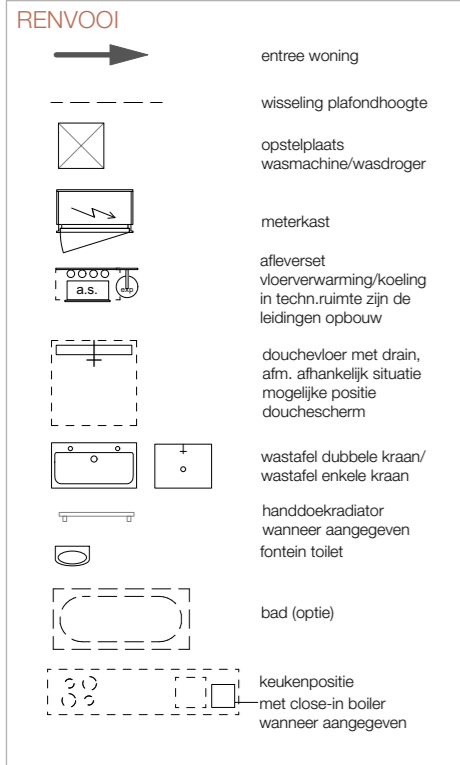 RENVOOI
entree woning
wisseling plafondhoogte
opstelplaats
wasmachine/wasdroger
meterkast
afleverset
vloerverwarming/koeling
in techn.ruimte zijn de
leidingen opbouw
a.s.
exp
douchevloer met drain,
afm. afhankelijk situatie
mogelijke positie
douchescherm
wastafel dubbele kraan/
wastafel enkele kraan
handdoekradiator
wanneer aangegeven
fontein toilet
bad (optie)
keukenpositie
met close-in boiler
wanneer aangegeven